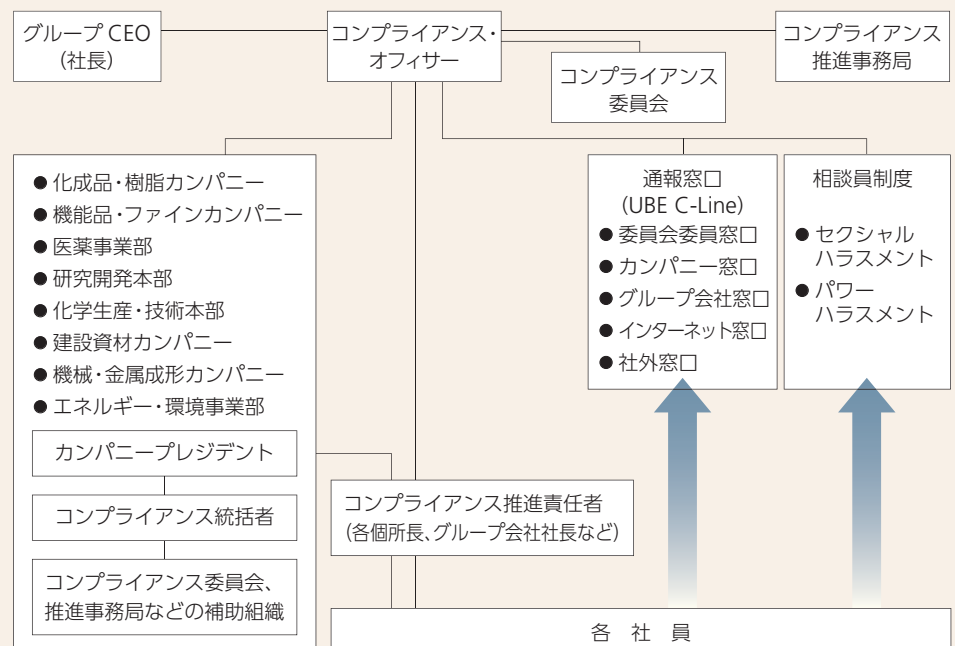 グループ CEO
(社長)
コンプライアンス・
オフィサー
コンプライアンス
推進事務局
コンプライアンス
委員会
● 化成品・樹脂カンパニー
● 機能品・ファインカンパニー
● 医薬事業部
● 研究開発本部
● 化学生産・技術本部
● 建設資材カンパニー
● 機械・金属成形カンパニー
● エネルギー・環境事業部
カンパニープレジデント
コンプライアンス統括者
コンプライアンス委員会、
推進事務局などの補助組織
通報窓口
(UBE C-Line)
● 委員会委員窓口
● カンパニー窓口
● グループ会社窓口
● インターネット窓口
● 社外窓口
相談員制度
● セクシャル
ハラスメント
● パワー
ハラスメント
コンプライアンス推進責任者
(各個所長、グループ会社社長など)
各 社 員